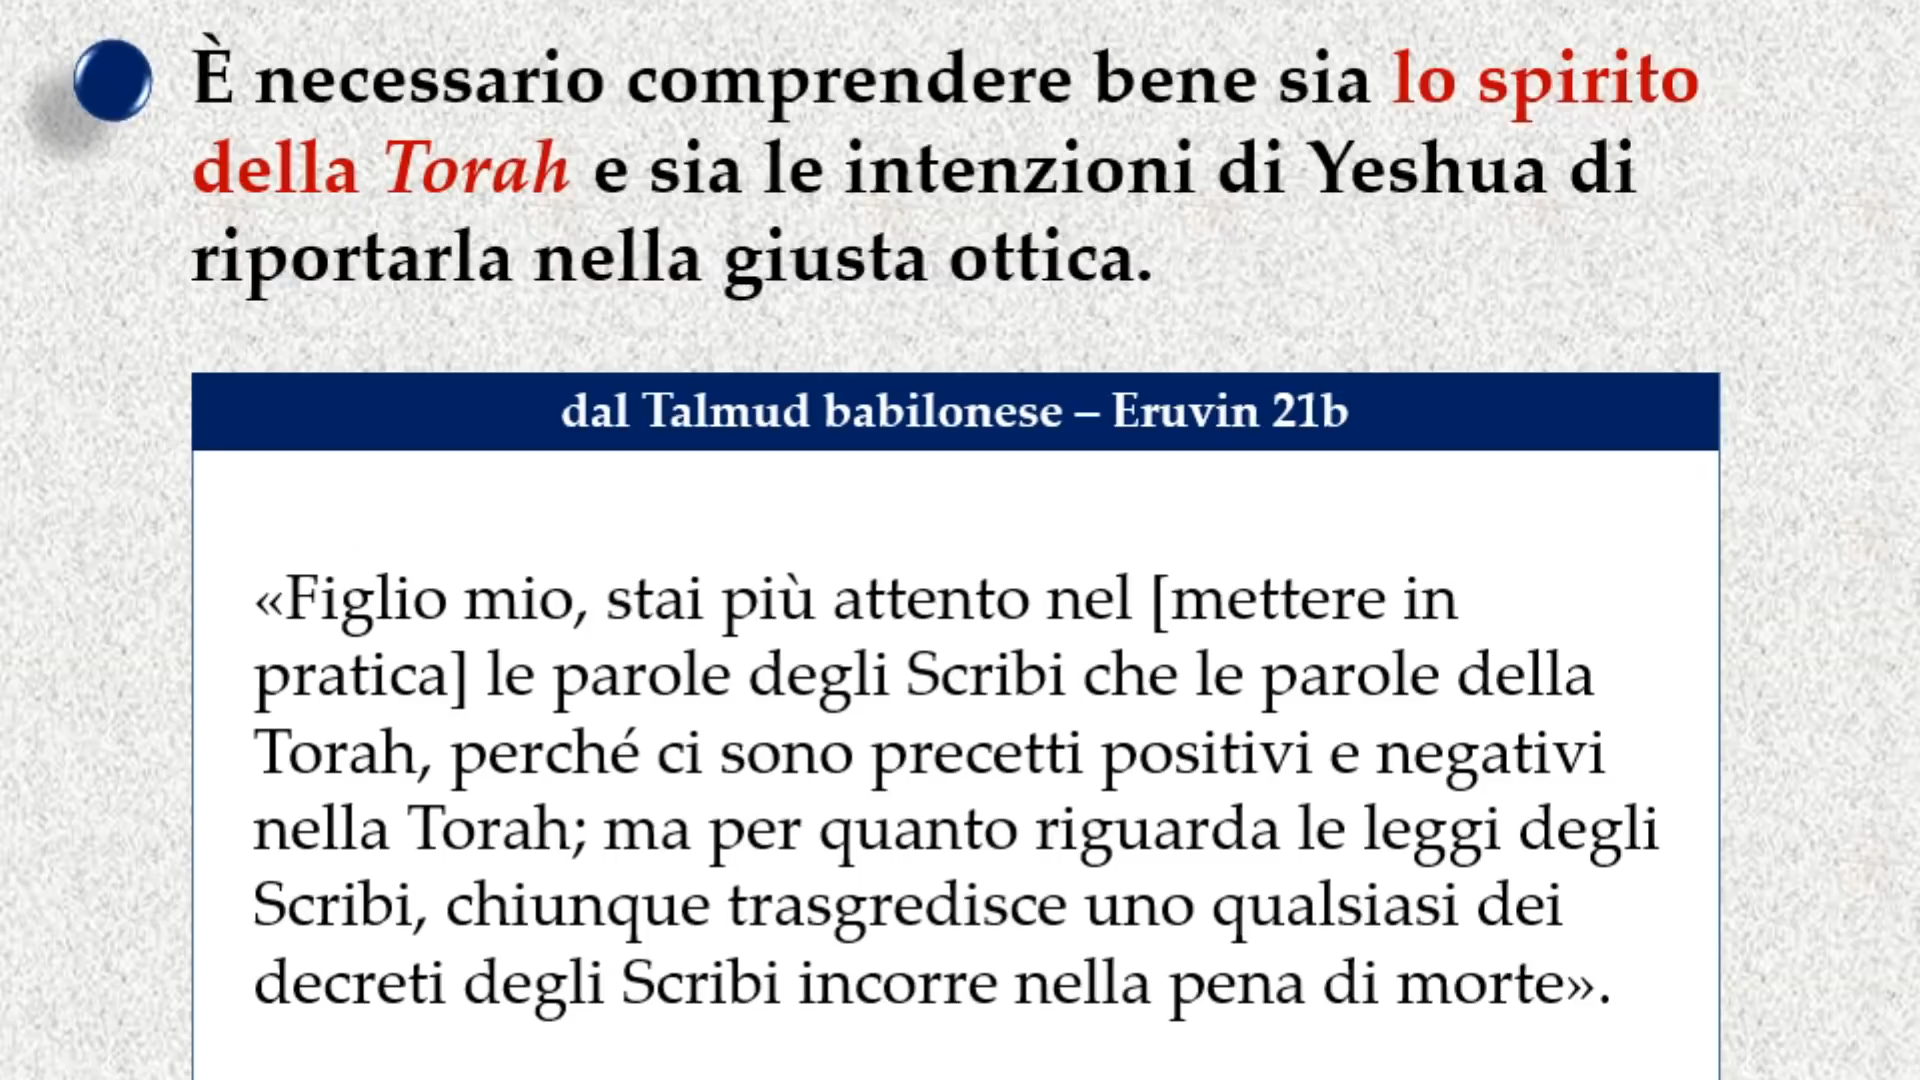 È necessario comprendere bene sia lo spirito
della Torah e sia le intenzioni di Yeshua di
riportarla nella giusta ottica.
dal Talmud babilonese – Eruvin 21b
«Figlio mio, stai più attento nel [mettere in
pratica] le parole degli Scribi che le parole della
Torah, perché ci sono precetti positivi e negativi
nella Torah; ma per quanto riguarda le leggi degli
Scribi, chiunque trasgredisce uno qualsiasi dei
decreti degli Scribi incorre nella pena di morte».